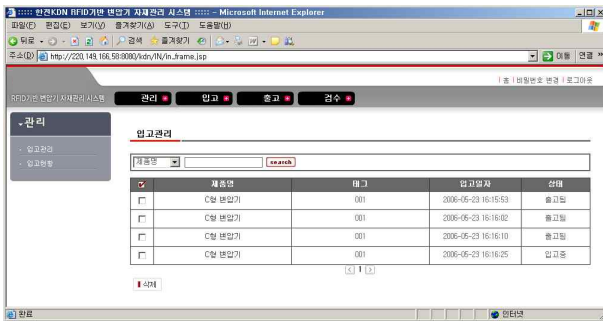 ::::: 한전KDN RFID기반 변압기 자재관리 시스템 ::::: - Microsoft Internet Explorer
파일(F) 편집(E) 보기(V) 즐겨찾기(A) 도구(T) 도움말(H)
뒤로 검색 즐겨찾기
주소(D) http://220,149,166,58:8080/kdn/IN/in_frame.jsp 이동 연결 »
| 홈 | 비밀번호 변경 | 로그아웃
RFID기반 변압기 자재관리 시스템 관리 입고 출고 검수
관리
- 입고관리
- 입고현황
입고관리
제품명 search
제품명 태그 입고일자 상태
C형 변압기 001 2006-05-23 16:15:53 출고됨
C형 변압기 001 2006-05-23 16:16:02 출고됨
C형 변압기 001 2006-05-23 16:16:10 출고됨
C형 변압기 001 2006-05-23 16:16:25 입고중
1
삭제
완료 인터넷